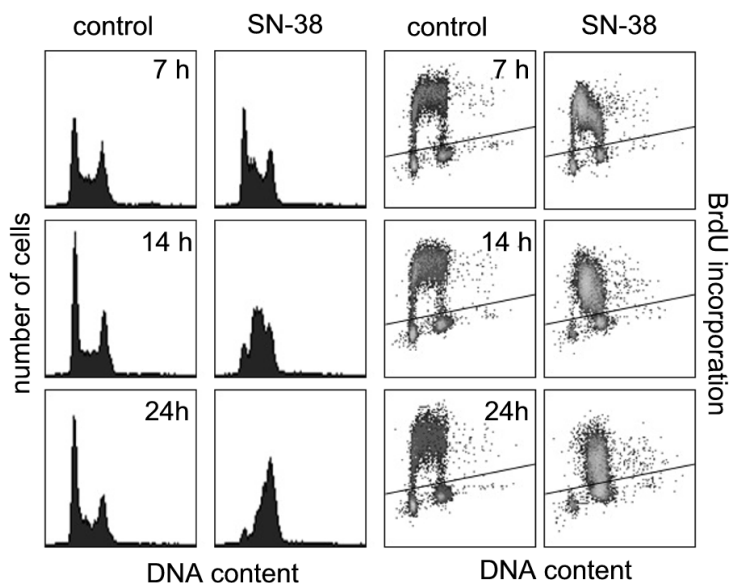 control SN-38 control SN-38
7 h 7 h
14 h 14 h
24h 24h
number of cells
BrdU incorporation
DNA content DNA content